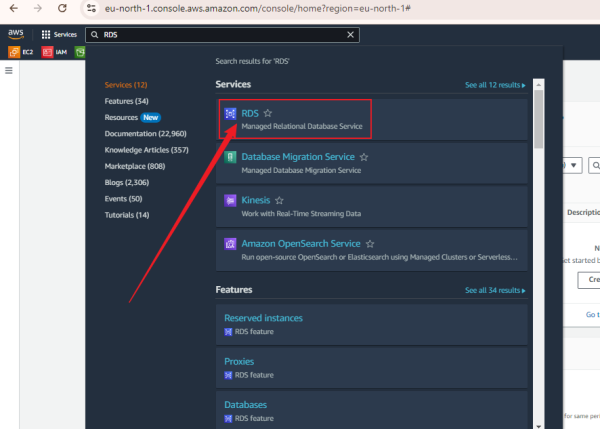 eu-north-1.console.aws.amazon.com/console/home?region=eu-north-1#
aws
Services
RDS
EC2
IAM
Search results for 'RDS'
Services (12)
Features (34)
Resources New
Documentation (22,960)
Knowledge Articles (357)
Marketplace (808)
Blogs (2,306)
Events (50)
Tutorials (14)
Services
See all 12 results
RDS
Managed Relational Database Service
Database Migration Service
Managed Database Migration Service
Kinesis
Work with Real-Time Streaming Data
Amazon OpenSearch Service
Run open-source OpenSearch or Elasticsearch using Managed Clusters or Serverless...
Features
See all 34 results
Reserved instances
RDS feature
Proxies
RDS feature
Databases
RDS feature
Descriptio
N
et started b
Cre
Go t
for same peri